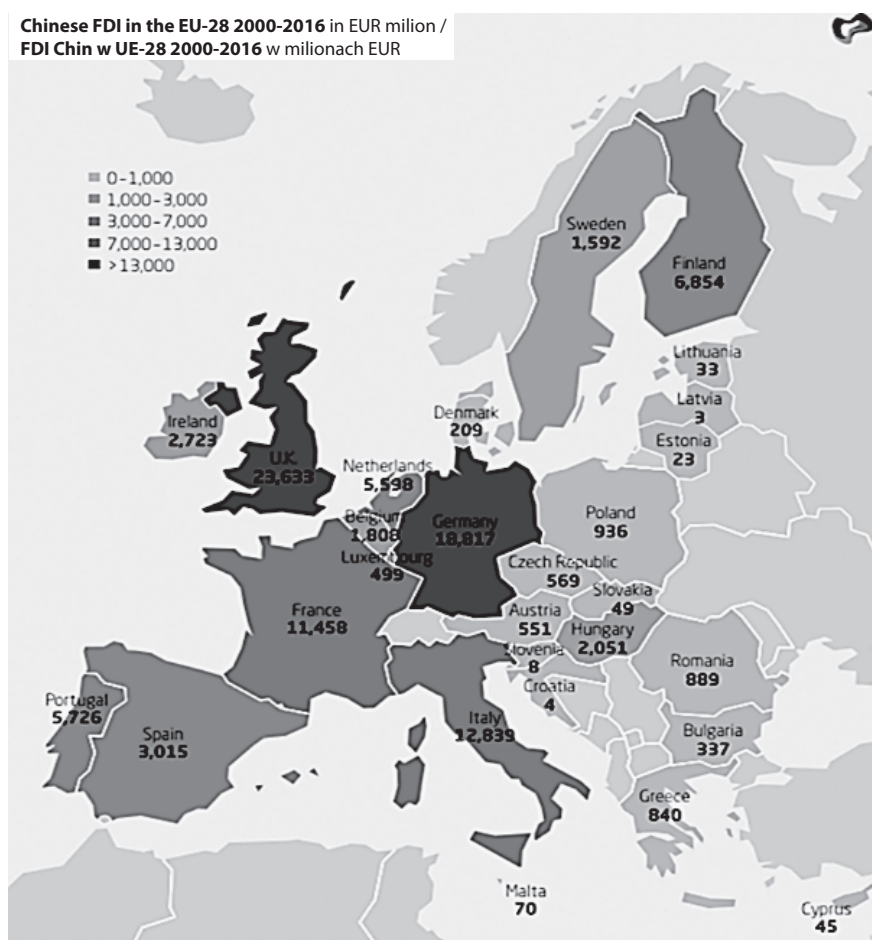 Chinese FDI in the EU-28 2000-2016 in EUR milion /
FDI Chin w UE-28 2000-2016 w milionach EUR
0-1,000
1,000-3,000
3,000-7,000
7,000-13,000
>13,000
Sweden
1,592
Finland
6,854
Lithuania
33
Latvia
3
Estonia
23
Denmark
209
Ireland
2,723
U.K.
23,633
Netherlands
5,598
Belgium
1,808
Luxembourg
499
Germany
18,817
Poland
936
Czech Republic
569
Slovakia
49
Austria
551
Hungary
2,051
Slovenia
8
Croatia
4
France
11,458
Romania
889
Bulgaria
337
Portugal
5,726
Spain
3,015
Italy
12,839
Greece
840
Malta
70
Cyprus
45